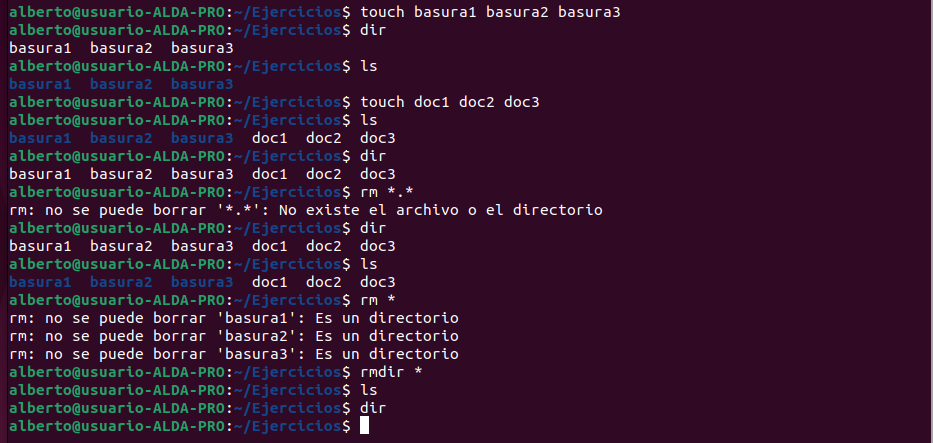 alberto@usuario-ALDA-PRO:~/Ejercicios$ touch basura1 basura2 basura3
alberto@usuario-ALDA-PRO:~/Ejercicios$ dir
basura1  basura2  basura3
alberto@usuario-ALDA-PRO:~/Ejercicios$ ls
basura1  basura2  basura3
alberto@usuario-ALDA-PRO:~/Ejercicios$ touch doc1 doc2 doc3
alberto@usuario-ALDA-PRO:~/Ejercicios$ ls
basura1  basura2  basura3  doc1  doc2  doc3
alberto@usuario-ALDA-PRO:~/Ejercicios$ dir
basura1  basura2  basura3  doc1  doc2  doc3
alberto@usuario-ALDA-PRO:~/Ejercicios$ rm *.*
rm: no se puede borrar '*.*': No existe el archivo o el directorio
alberto@usuario-ALDA-PRO:~/Ejercicios$ dir
basura1  basura2  basura3  doc1  doc2  doc3
alberto@usuario-ALDA-PRO:~/Ejercicios$ ls
basura1  basura2  basura3  doc1  doc2  doc3
alberto@usuario-ALDA-PRO:~/Ejercicios$ rm *
rm: no se puede borrar 'basura1': Es un directorio
rm: no se puede borrar 'basura2': Es un directorio
rm: no se puede borrar 'basura3': Es un directorio
alberto@usuario-ALDA-PRO:~/Ejercicios$ rmdir *
alberto@usuario-ALDA-PRO:~/Ejercicios$ ls
alberto@usuario-ALDA-PRO:~/Ejercicios$ dir
alberto@usuario-ALDA-PRO:~/Ejercicios$